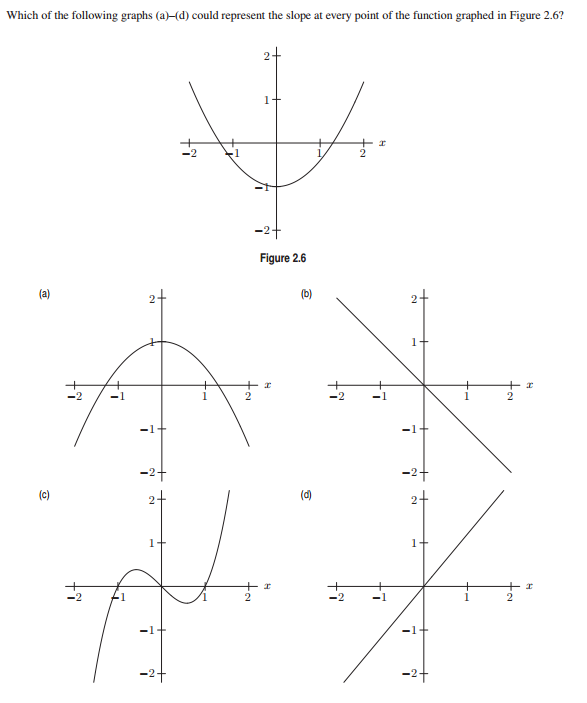 Which of the following graphs (a)–(d) could represent the slope at every point of the function graphed in Figure 2.6?
2
1
−2 −1 1 2 x
−1
−2
Figure 2.6
(a)
2
1
−2 −1 1 2 x
−1
−2
(b)
2
1
−2 −1 1 2 x
−1
−2
(c)
2
1
−2 −1 1 2 x
−1
−2
(d)
2
1
−2 −1 1 2 x
−1
−2